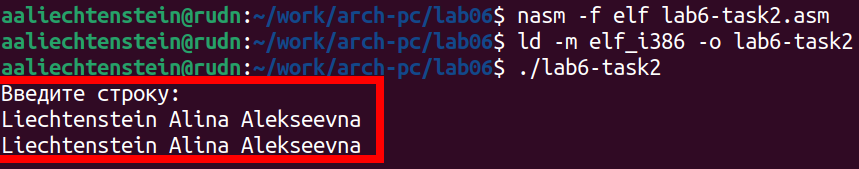 aaliechtenstein@rudn:~/work/arch-pc/lab06$ nasm -f elf lab6-task2.asm
aaliechtenstein@rudn:~/work/arch-pc/lab06$ ld -m elf_i386 -o lab6-task2
aaliechtenstein@rudn:~/work/arch-pc/lab06$ ./lab6-task2
Введите строку:
Liechtenstein Alina Alekseevna
Liechtenstein Alina Alekseevna